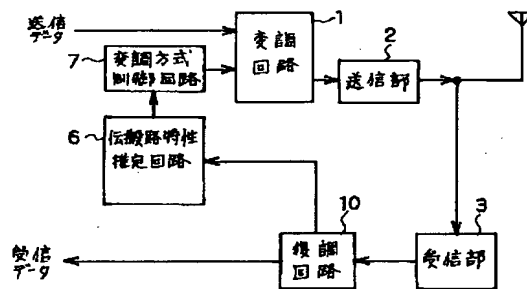 送信
データ
1
変調
回路
2
送信部
7
変調方式
制御回路
6
伝搬路特性
推定回路
10
復調
回路
3
受信部
受信
データ